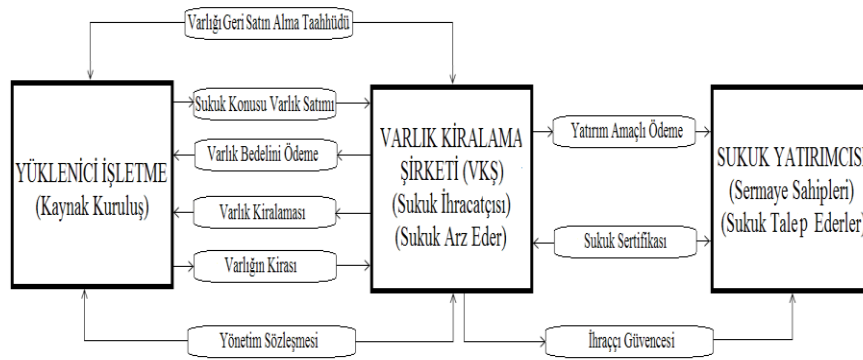 Varlığı Geri Satın Alma Taahhüdü
YÜKLENİCİ İŞLETME
(Kaynak Kuruluş)
Sukuk Konusu Varlık Satımı
Varlık Bedelini Ödeme
Varlık Kiralaması
Varlığın Kirası
VARLIK KİRALAMA
ŞİRKETİ (VKŞ)
(Sukuk İhracatçısı)
(Sukuk Arz Eder)
Yatırım Amaçlı Ödeme
Sukuk Sertifikası
SUKUK YATIRIMCISI
(Sermaye Sahipleri)
(Sukuk Talep Ederler)
Yönetim Sözleşmesi
İhraççı Güvencesi